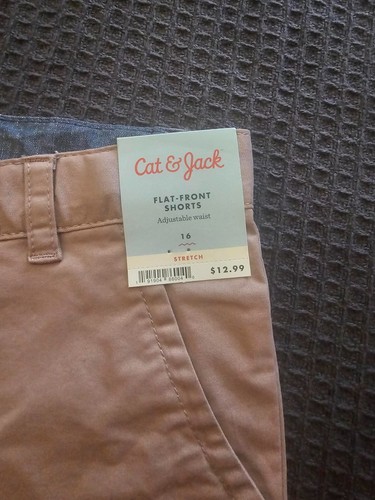 Cat & Jack
FLAT-FRONT
SHORTS
Adjustable waist
16
STRETCH
$12.99